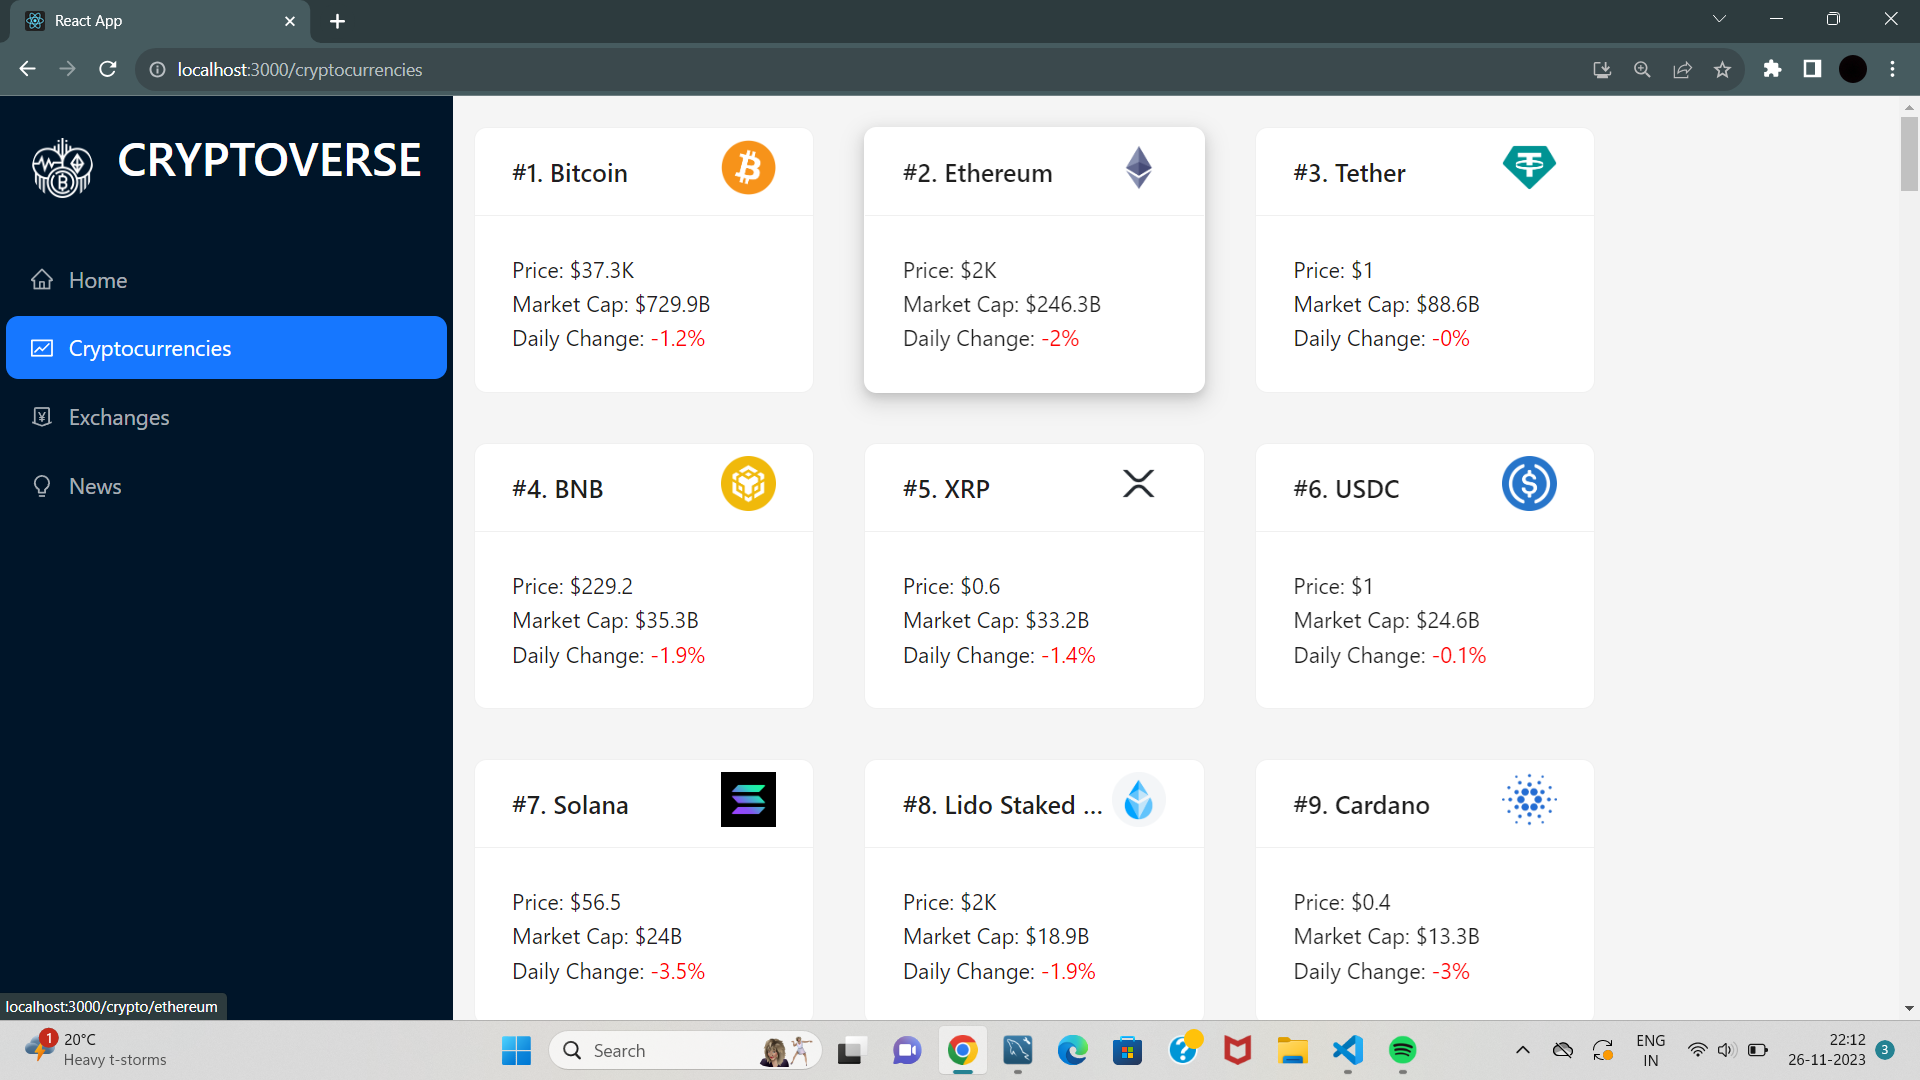 React App
localhost:3000/cryptocurrencies
CRYPTOVERSE
Home
Cryptocurrencies
Exchanges
News
#1. Bitcoin
Price: $37.3K
Market Cap: $729.9B
Daily Change: -1.2%
#2. Ethereum
Price: $2K
Market Cap: $246.3B
Daily Change: -2%
#3. Tether
Price: $1
Market Cap: $88.6B
Daily Change: -0%
#4. BNB
Price: $229.2
Market Cap: $35.3B
Daily Change: -1.9%
#5. XRP
Price: $0.6
Market Cap: $33.2B
Daily Change: -1.4%
#6. USDC
Price: $1
Market Cap: $24.6B
Daily Change: -0.1%
#7. Solana
Price: $56.5
Market Cap: $24B
Daily Change: -3.5%
#8. Lido Staked ...
Price: $2K
Market Cap: $18.9B
Daily Change: -1.9%
#9. Cardano
Price: $0.4
Market Cap: $13.3B
Daily Change: -3%
localhost:3000/crypto/ethereum
1
20°C
Heavy t-storms
Search
ENG
IN
22:12
26-11-2023
3